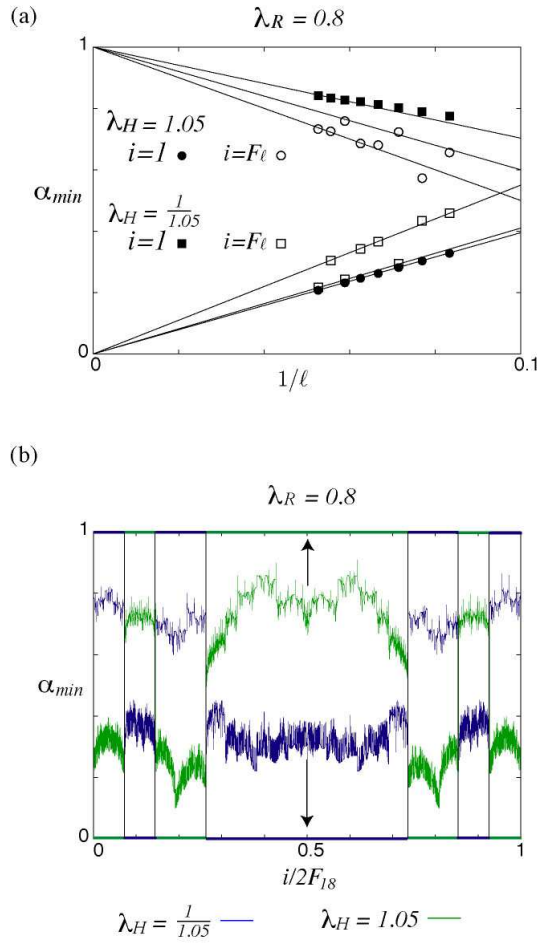 (a)
λR = 0.8
1
λH = 1.05
i=1 ● i=Fℓ ○
αmin
λH = 1/1.05
i=1 ■ i=Fℓ □
0
0 1/ℓ 0.1
(b)
λR = 0.8
1
αmin
0
0 0.5 1
i/2F18
λH = 1/1.05 λH = 1.05